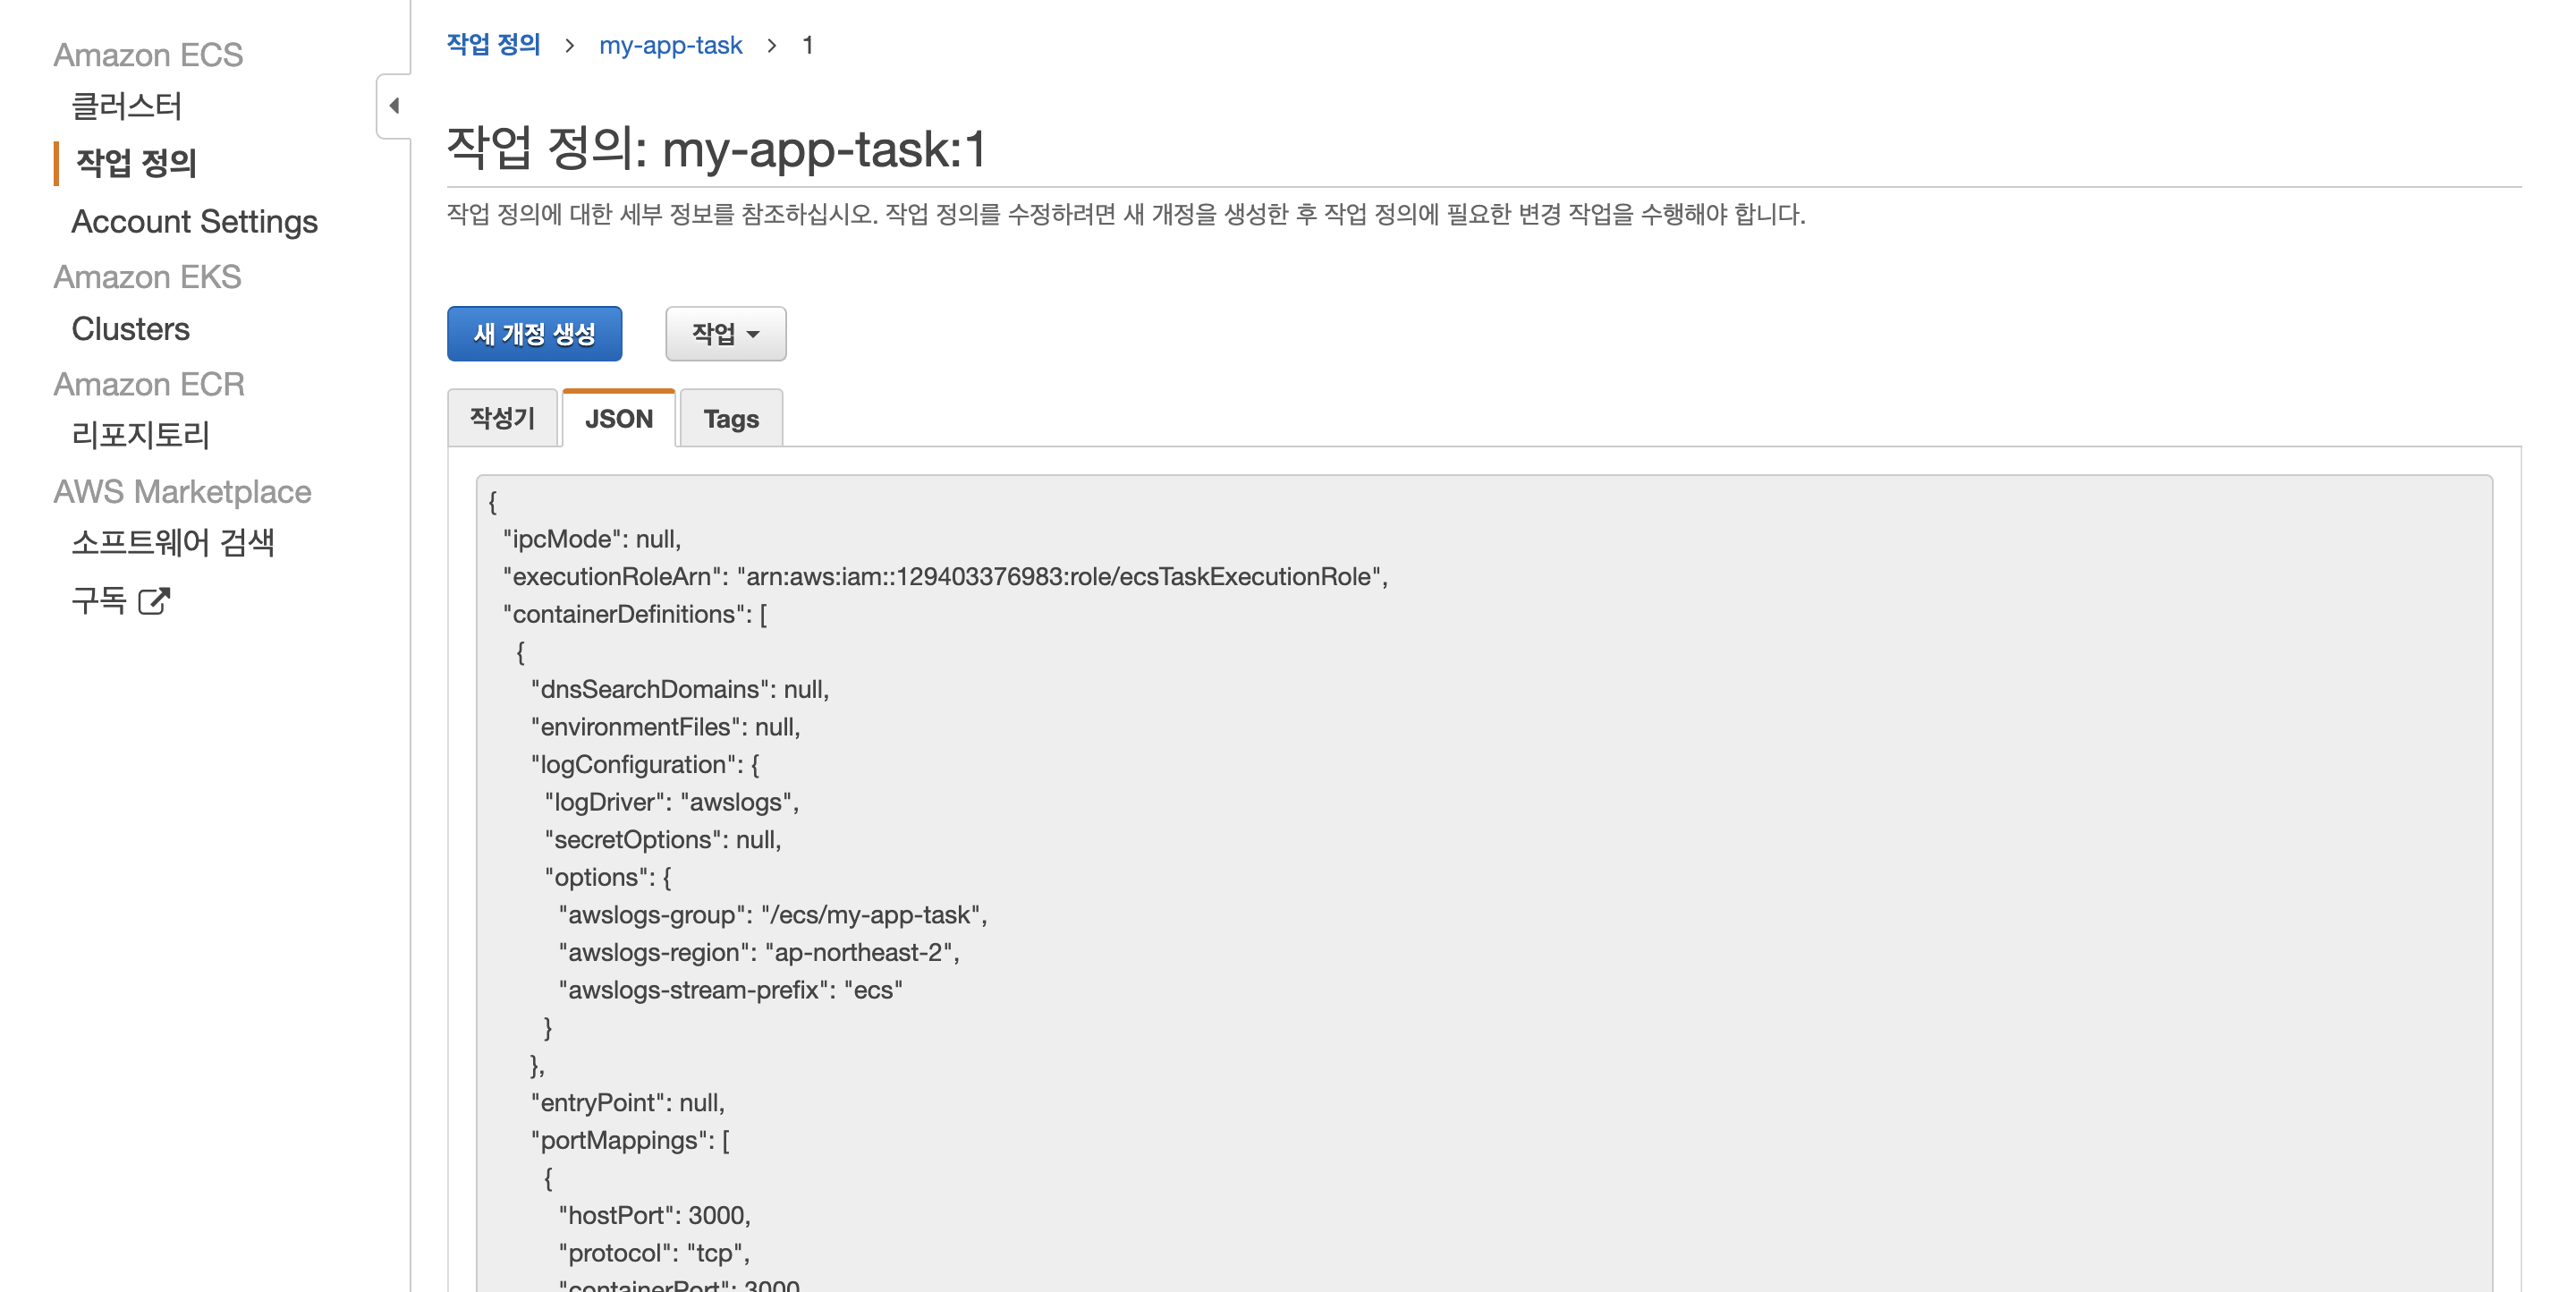 Amazon ECS
클러스터
작업 정의
Account Settings
Amazon EKS
Clusters
Amazon ECR
리포지토리
AWS Marketplace
소프트웨어 검색
구독
작업 정의 > my-app-task > 1
작업 정의: my-app-task:1
작업 정의에 대한 세부 정보를 참조하십시오. 작업 정의를 수정하려면 새 개정을 생성한 후 작업 정의에 필요한 변경 작업을 수행해야 합니다.
새 개정 생성 작업
작성기 JSON Tags
{
"ipcMode": null,
"executionRoleArn": "arn:aws:iam::129403376983:role/ecsTaskExecutionRole",
"containerDefinitions": [
{
"dnsSearchDomains": null,
"environmentFiles": null,
"logConfiguration": {
"logDriver": "awslogs",
"secretOptions": null,
"options": {
"awslogs-group": "/ecs/my-app-task",
"awslogs-region": "ap-northeast-2",
"awslogs-stream-prefix": "ecs"
}
},
"entryPoint": null,
"portMappings": [
{
"hostPort": 3000,
"protocol": "tcp",
"containerPort": 3000